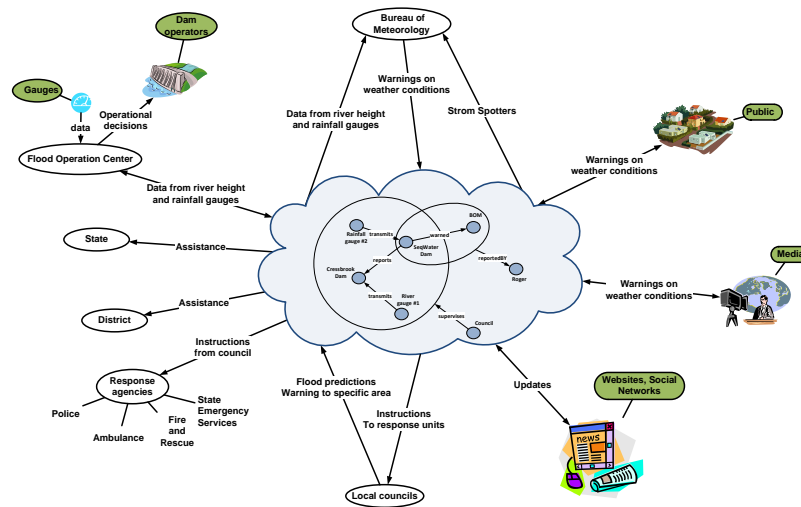 Bureau of
Meteorology
Dam
operators
Gauges
data
Operational
decisions
Flood Operation Center
Data from river height
and rainfall gauges
Data from river height
and rainfall gauges
Warnings on
weather conditions
Strom Spotters
Public
Warnings on
weather conditions
State
Assistance
District
Assistance
Instructions
from council
Response
agencies
Police
Ambulance
Fire
and
Rescue
State
Emergency
Services
Rainfall
gauge #2
transmits
SeqWater
Dam
warned
BOM
reportedBY
Roger
reports
Cressbrook
Dam
transmits
River
gauge #1
supervises
Council
Media
Warnings on
weather conditions
Flood predictions
Warning to specific area
Instructions
To response units
Local councils
Updates
Websites, Social
Networks
news